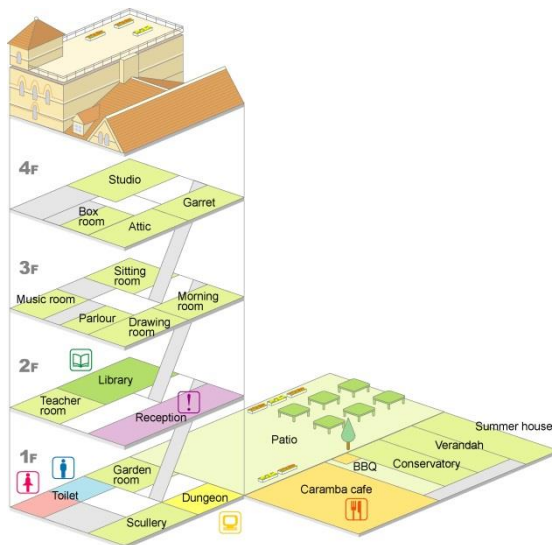 4F
Studio
Garret
Box
room
Attic
3F
Sitting
room
Music room
Morning
room
Parlour
Drawing
room
2F
Library
Teacher
room
Reception
!
1F
Garden
room
Toilet
Dungeon
Scullery
Patio
Summer house
Verandah
Conservatory
BBQ
Caramba cafe